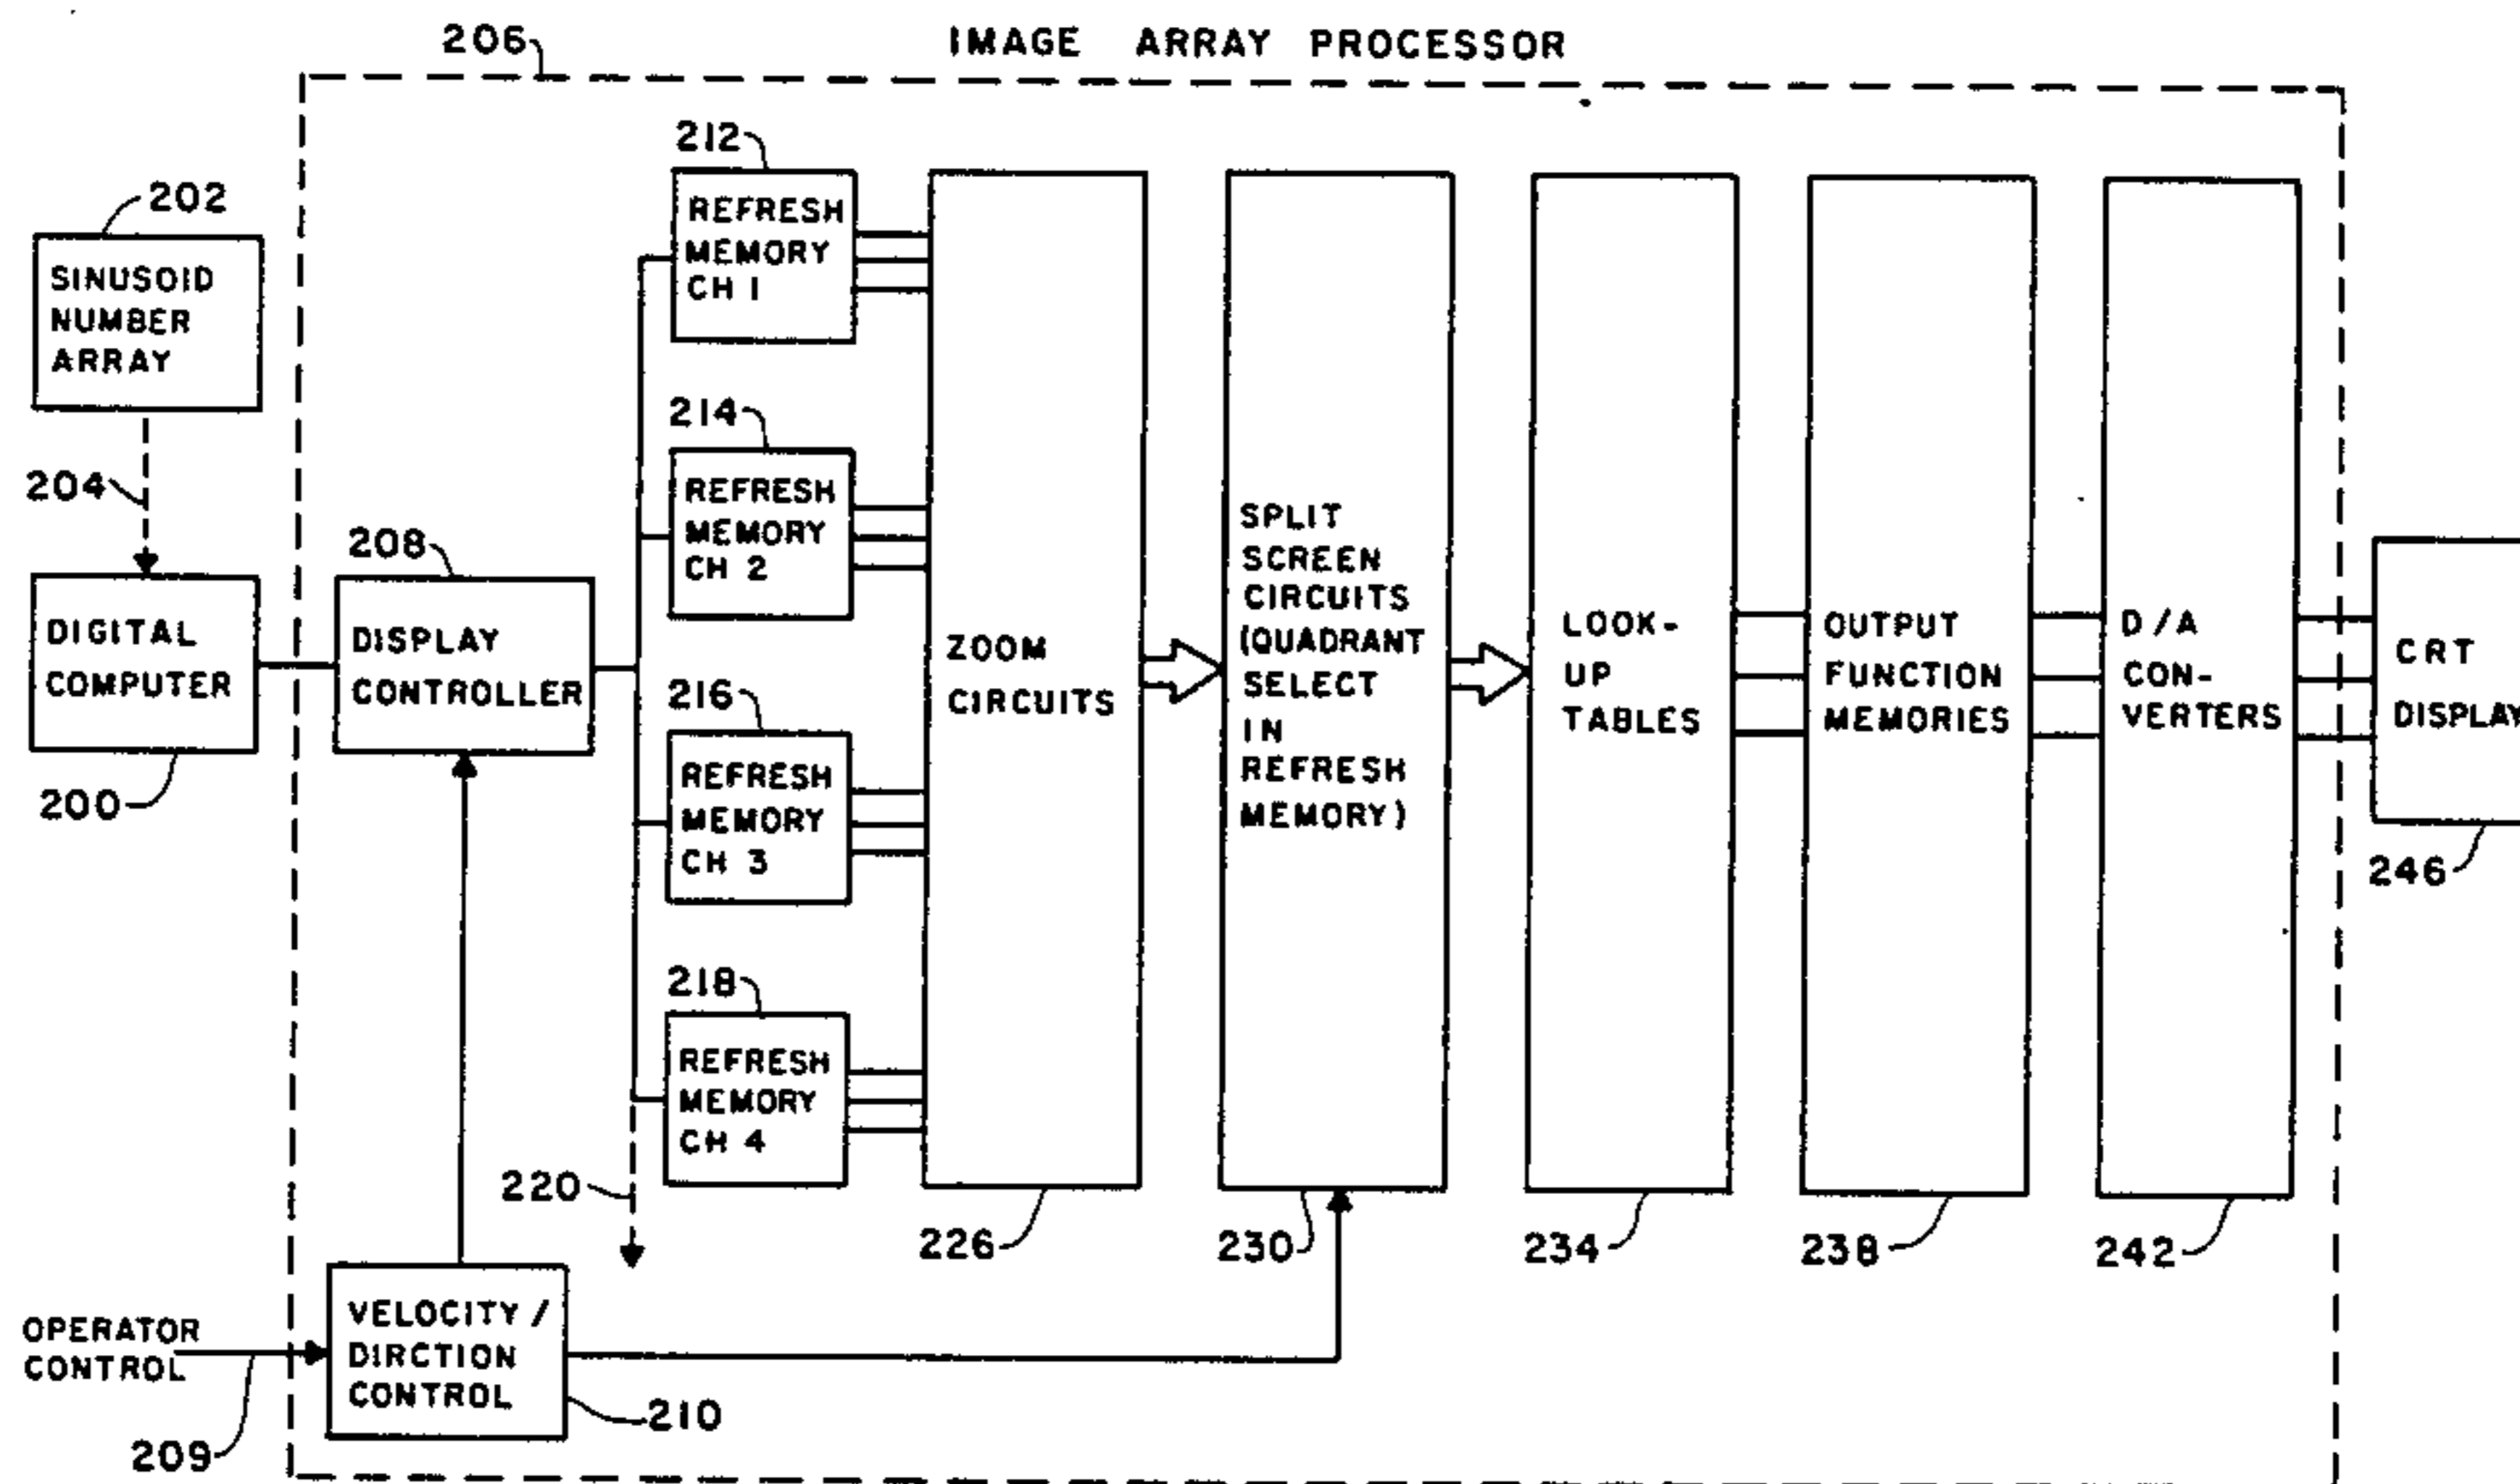 206
IMAGE ARRAY PROCESSOR
202
SINUSOID
NUMBER
ARRAY
204
DIGITAL
COMPUTER
200
208
DISPLAY
CONTROLLER
212
REFRESH
MEMORY
CH 1
214
REFRESH
MEMORY
CH 2
216
REFRESH
MEMORY
CH 3
218
REFRESH
MEMORY
CH 4
220
ZOOM
CIRCUITS
226
SPLIT
SCREEN
CIRCUITS
(QUADRANT
SELECT
IN
REFRESH
MEMORY)
230
LOOK-
UP
TABLES
234
OUTPUT
FUNCTION
MEMORIES
238
D/A
CON-
VERTERS
242
CRT
DISPLAY
246
OPERATOR
CONTROL
209
VELOCITY/
DIRCTION
CONTROL
210